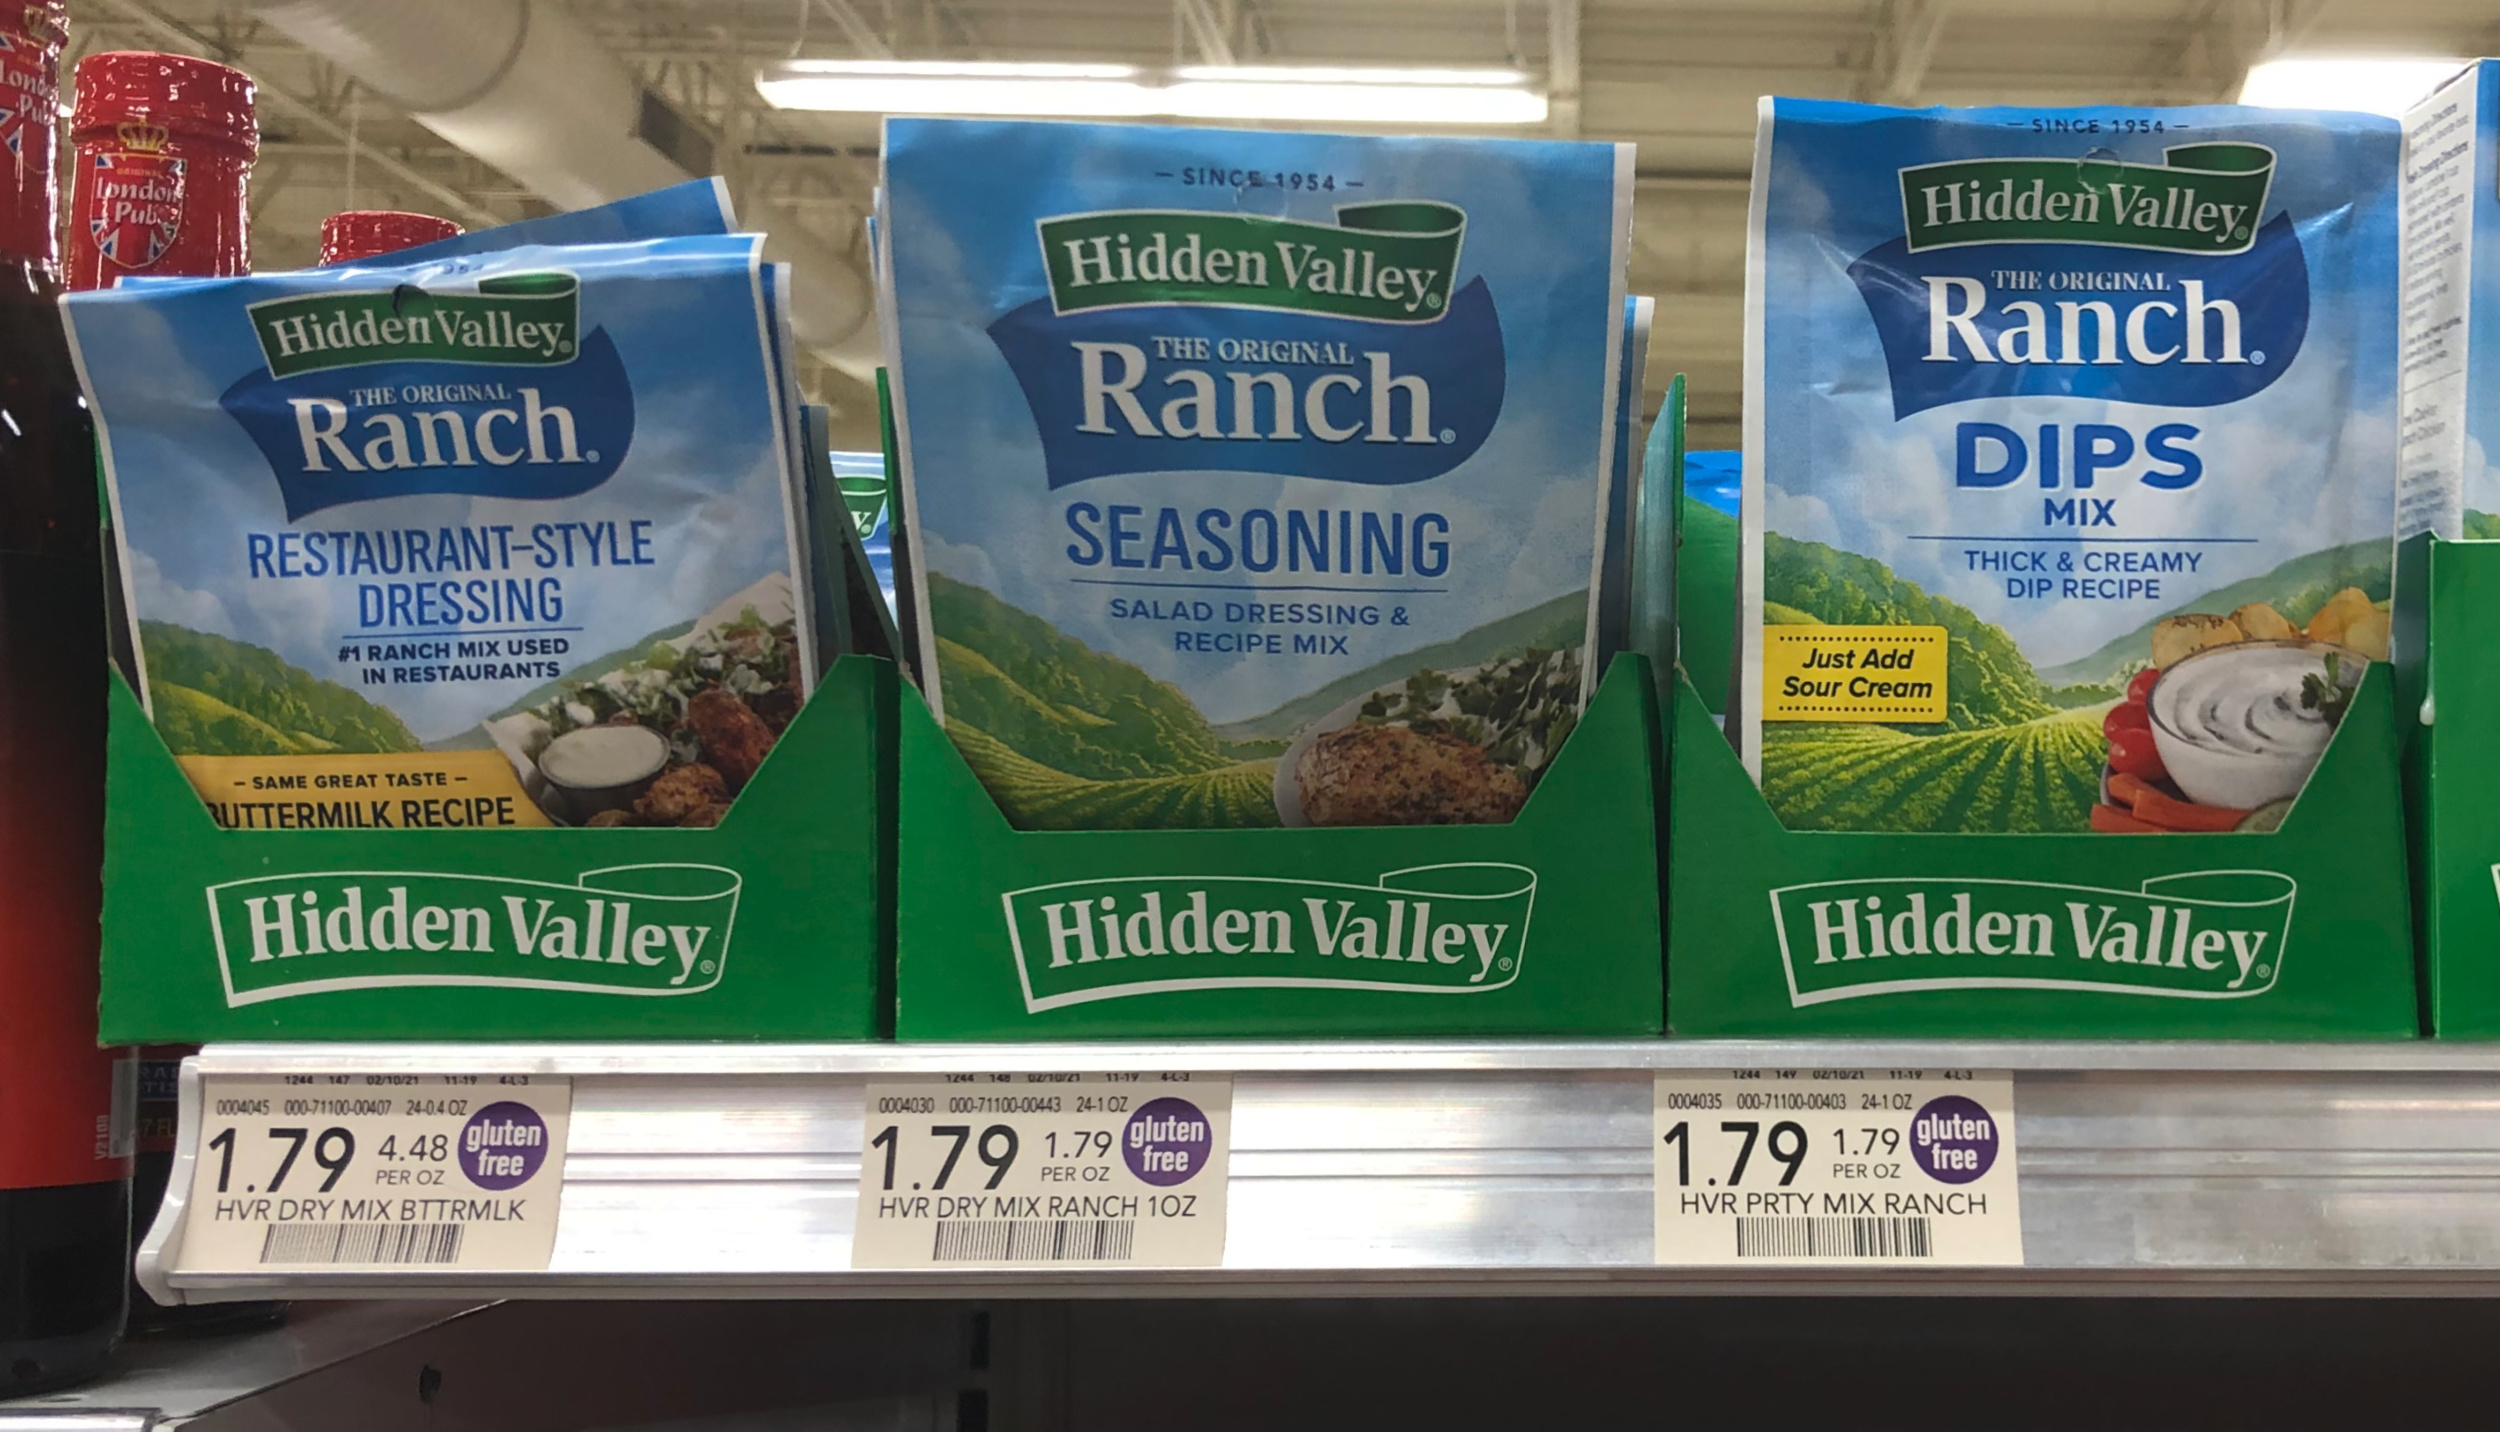 London
Pub
ORIGINAL
London
Pub
Hidden Valley®
THE ORIGINAL
Ranch®
RESTAURANT-STYLE
DRESSING
#1 RANCH MIX USED
IN RESTAURANTS
– SAME GREAT TASTE –
BUTTERMILK RECIPE
Hidden Valley®
– SINCE 1954 –
Hidden Valley®
THE ORIGINAL
Ranch®
SEASONING
SALAD DRESSING &
RECIPE MIX
Hidden Valley®
– SINCE 1954 –
Hidden Valley®
THE ORIGINAL
Ranch®
DIPS
MIX
THICK & CREAMY
DIP RECIPE
Just Add
Sour Cream
Hidden Valley®
1244 147 02/10/21 11-19 4-L-3
0004045 000-71100-00407 24-0.4 OZ
1.79 4.48
PER OZ
gluten
free
HVR DRY MIX BTTRMLK
1244 148 02/10/21 11-19 4-L-3
0004030 000-71100-00443 24-1 OZ
1.79 1.79
PER OZ
gluten
free
HVR DRY MIX RANCH 1OZ
1244 149 02/10/21 11-19 4-L-3
0004035 000-71100-00403 24-1 OZ
1.79 1.79
PER OZ
gluten
free
HVR PRTY MIX RANCH